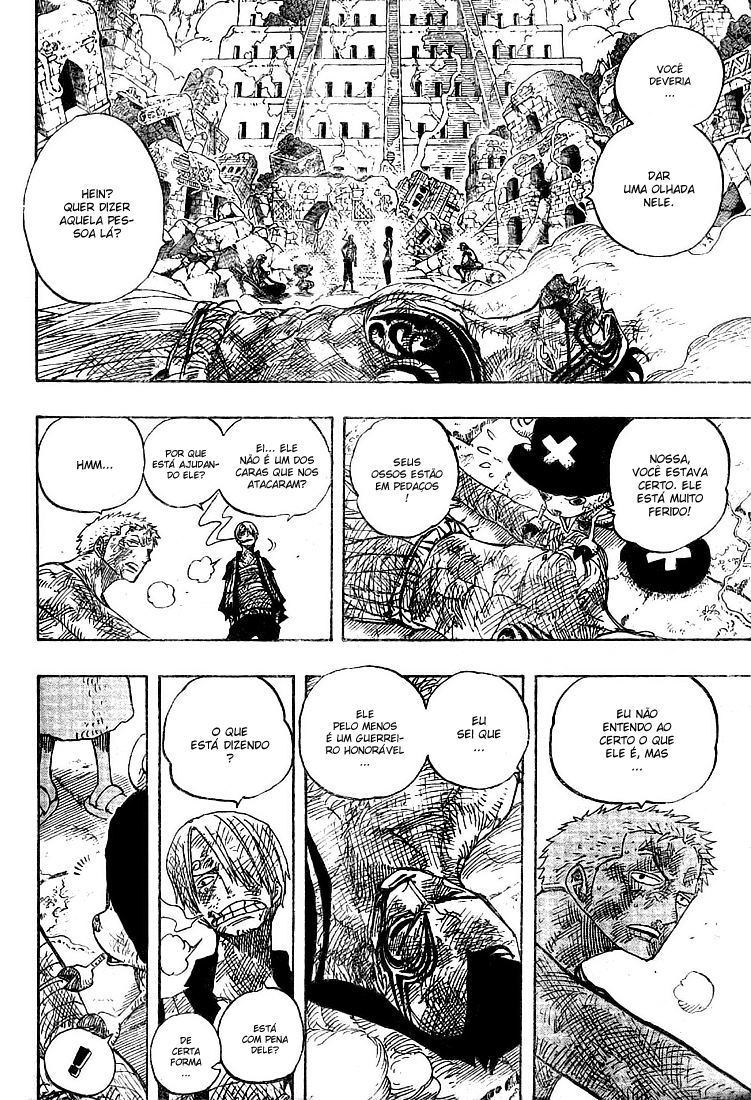 VOCÊ
DEVERIA
...
DAR
UMA OLHADA
NELE.
HEIN?
QUER DIZER
AQUELA PES-
SOA LÁ?
NOSSA,
VOCÊ ESTAVA
CERTO. ELE
ESTÁ MUITO
FERIDO!
SEUS
OSSOS ESTÃO
EM PEDAÇOS
!
EI... ELE
NÃO É UM DOS
CARAS QUE NOS
ATACARAM?
POR QUE
ESTÁ AJUDAN-
DO ELE?
HMM...
EU NÃO
ENTENDO AO
CERTO O QUE
ELE É, MAS
...
EU
SEI QUE
...
ELE
PELO MENOS
É UM GUERREI-
RO HONORÁVEL
...
O QUE
ESTÁ DIZENDO
?
ESTÁ
COM PENA
DELE?
DE
CERTA
FORMA
...
!